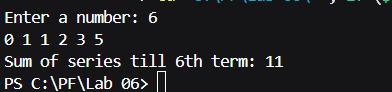 Enter a number: 6
0 1 1 2 3 5
Sum of series till 6th term: 11
PS C:\PF\Lab 06>